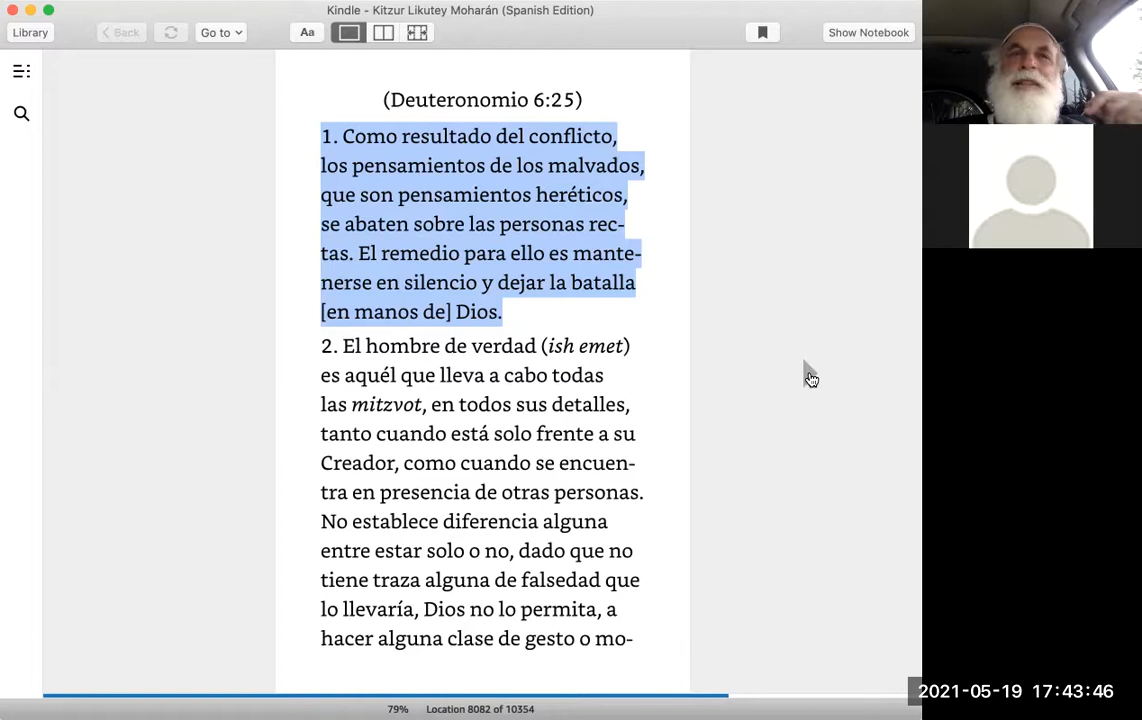 Kindle - Kitzur Likutey Moharán (Spanish Edition)
Library
Back
Go to
Aa
Show Notebook
(Deuteronomio 6:25)
1. Como resultado del conflicto,
los pensamientos de los malvados,
que son pensamientos heréticos,
se abaten sobre las personas rec-
tas. El remedio para ello es mante-
nerse en silencio y dejar la batalla
[en manos de] Dios.
2. El hombre de verdad (ish emet)
es aquél que lleva a cabo todas
las mitzvot, en todos sus detalles,
tanto cuando está solo frente a su
Creador, como cuando se encuen-
tra en presencia de otras personas.
No establece diferencia alguna
entre estar solo o no, dado que no
tiene traza alguna de falsedad que
lo llevaría, Dios no lo permita, a
hacer alguna clase de gesto o mo-
79% Location 8082 of 10354
2021-05-19 17:43:46